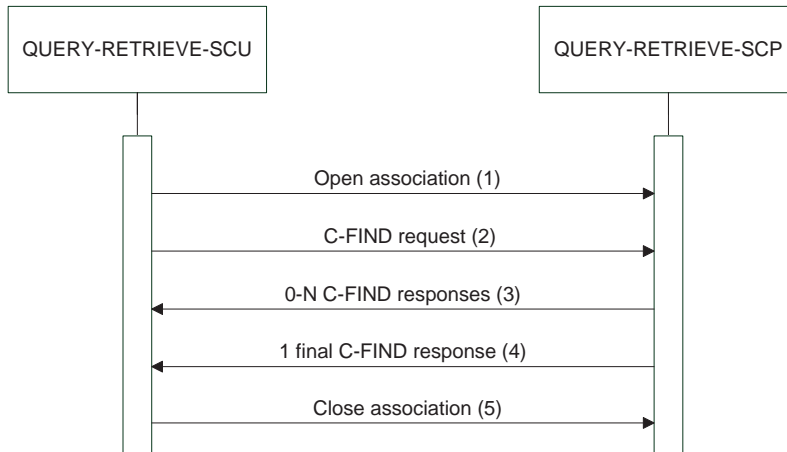 QUERY-RETRIEVE-SCU
QUERY-RETRIEVE-SCP
Open association (1)
C-FIND request (2)
0-N C-FIND responses (3)
1 final C-FIND response (4)
Close association (5)